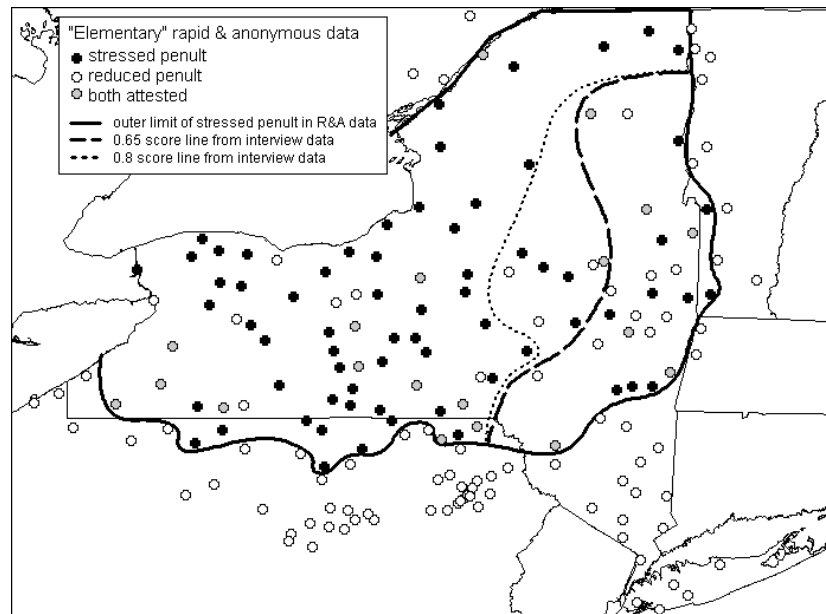 "Elementary" rapid & anonymous data
stressed penult
reduced penult
both attested
outer limit of stressed penult in R&A data
0.65 score line from interview data
0.8 score line from interview data